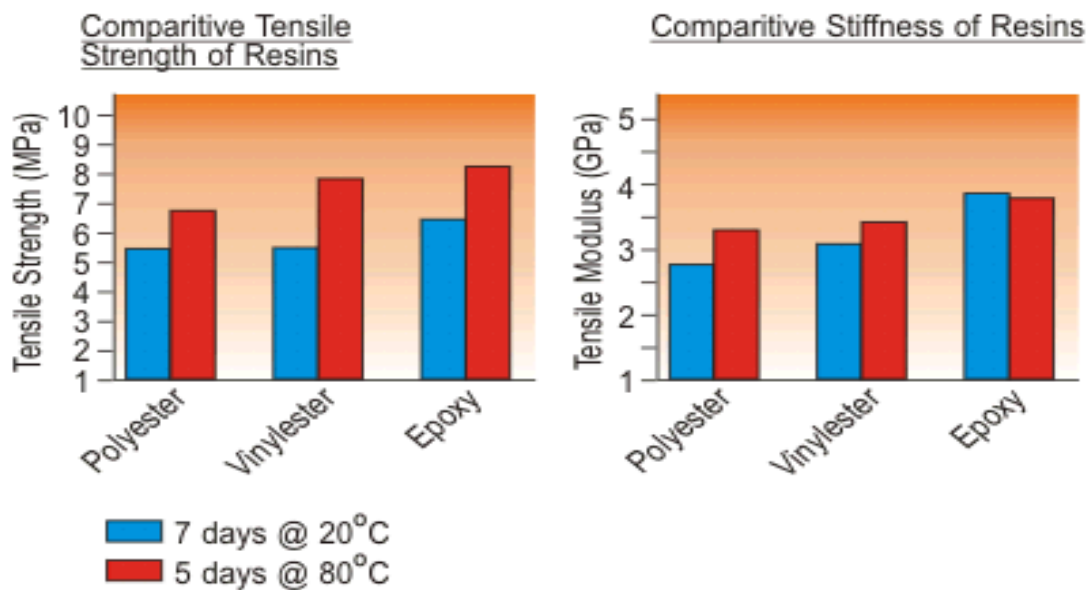 Comparitive Tensile
Strength of Resins
Tensile Strength (MPa)
10
9
8
7
6
5
4
3
2
1
Polyester
Vinylester
Epoxy
Comparitive Stiffness of Resins
Tensile Modulus (GPa)
5
4
3
2
1
Polyester
Vinylester
Epoxy
7 days @ 20°C
5 days @ 80°C